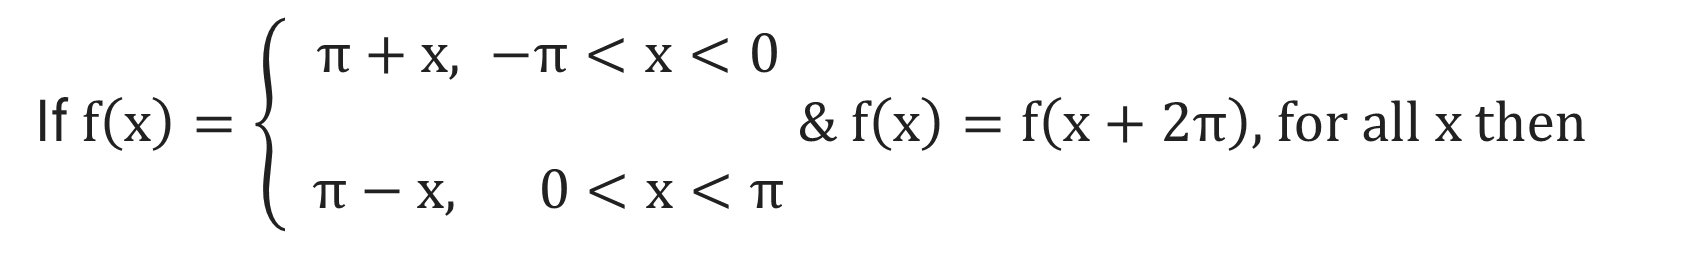 π + x, −π < x < 0
If f(x) = { & f(x) = f(x + 2π), for all x then
π − x, 0 < x < π